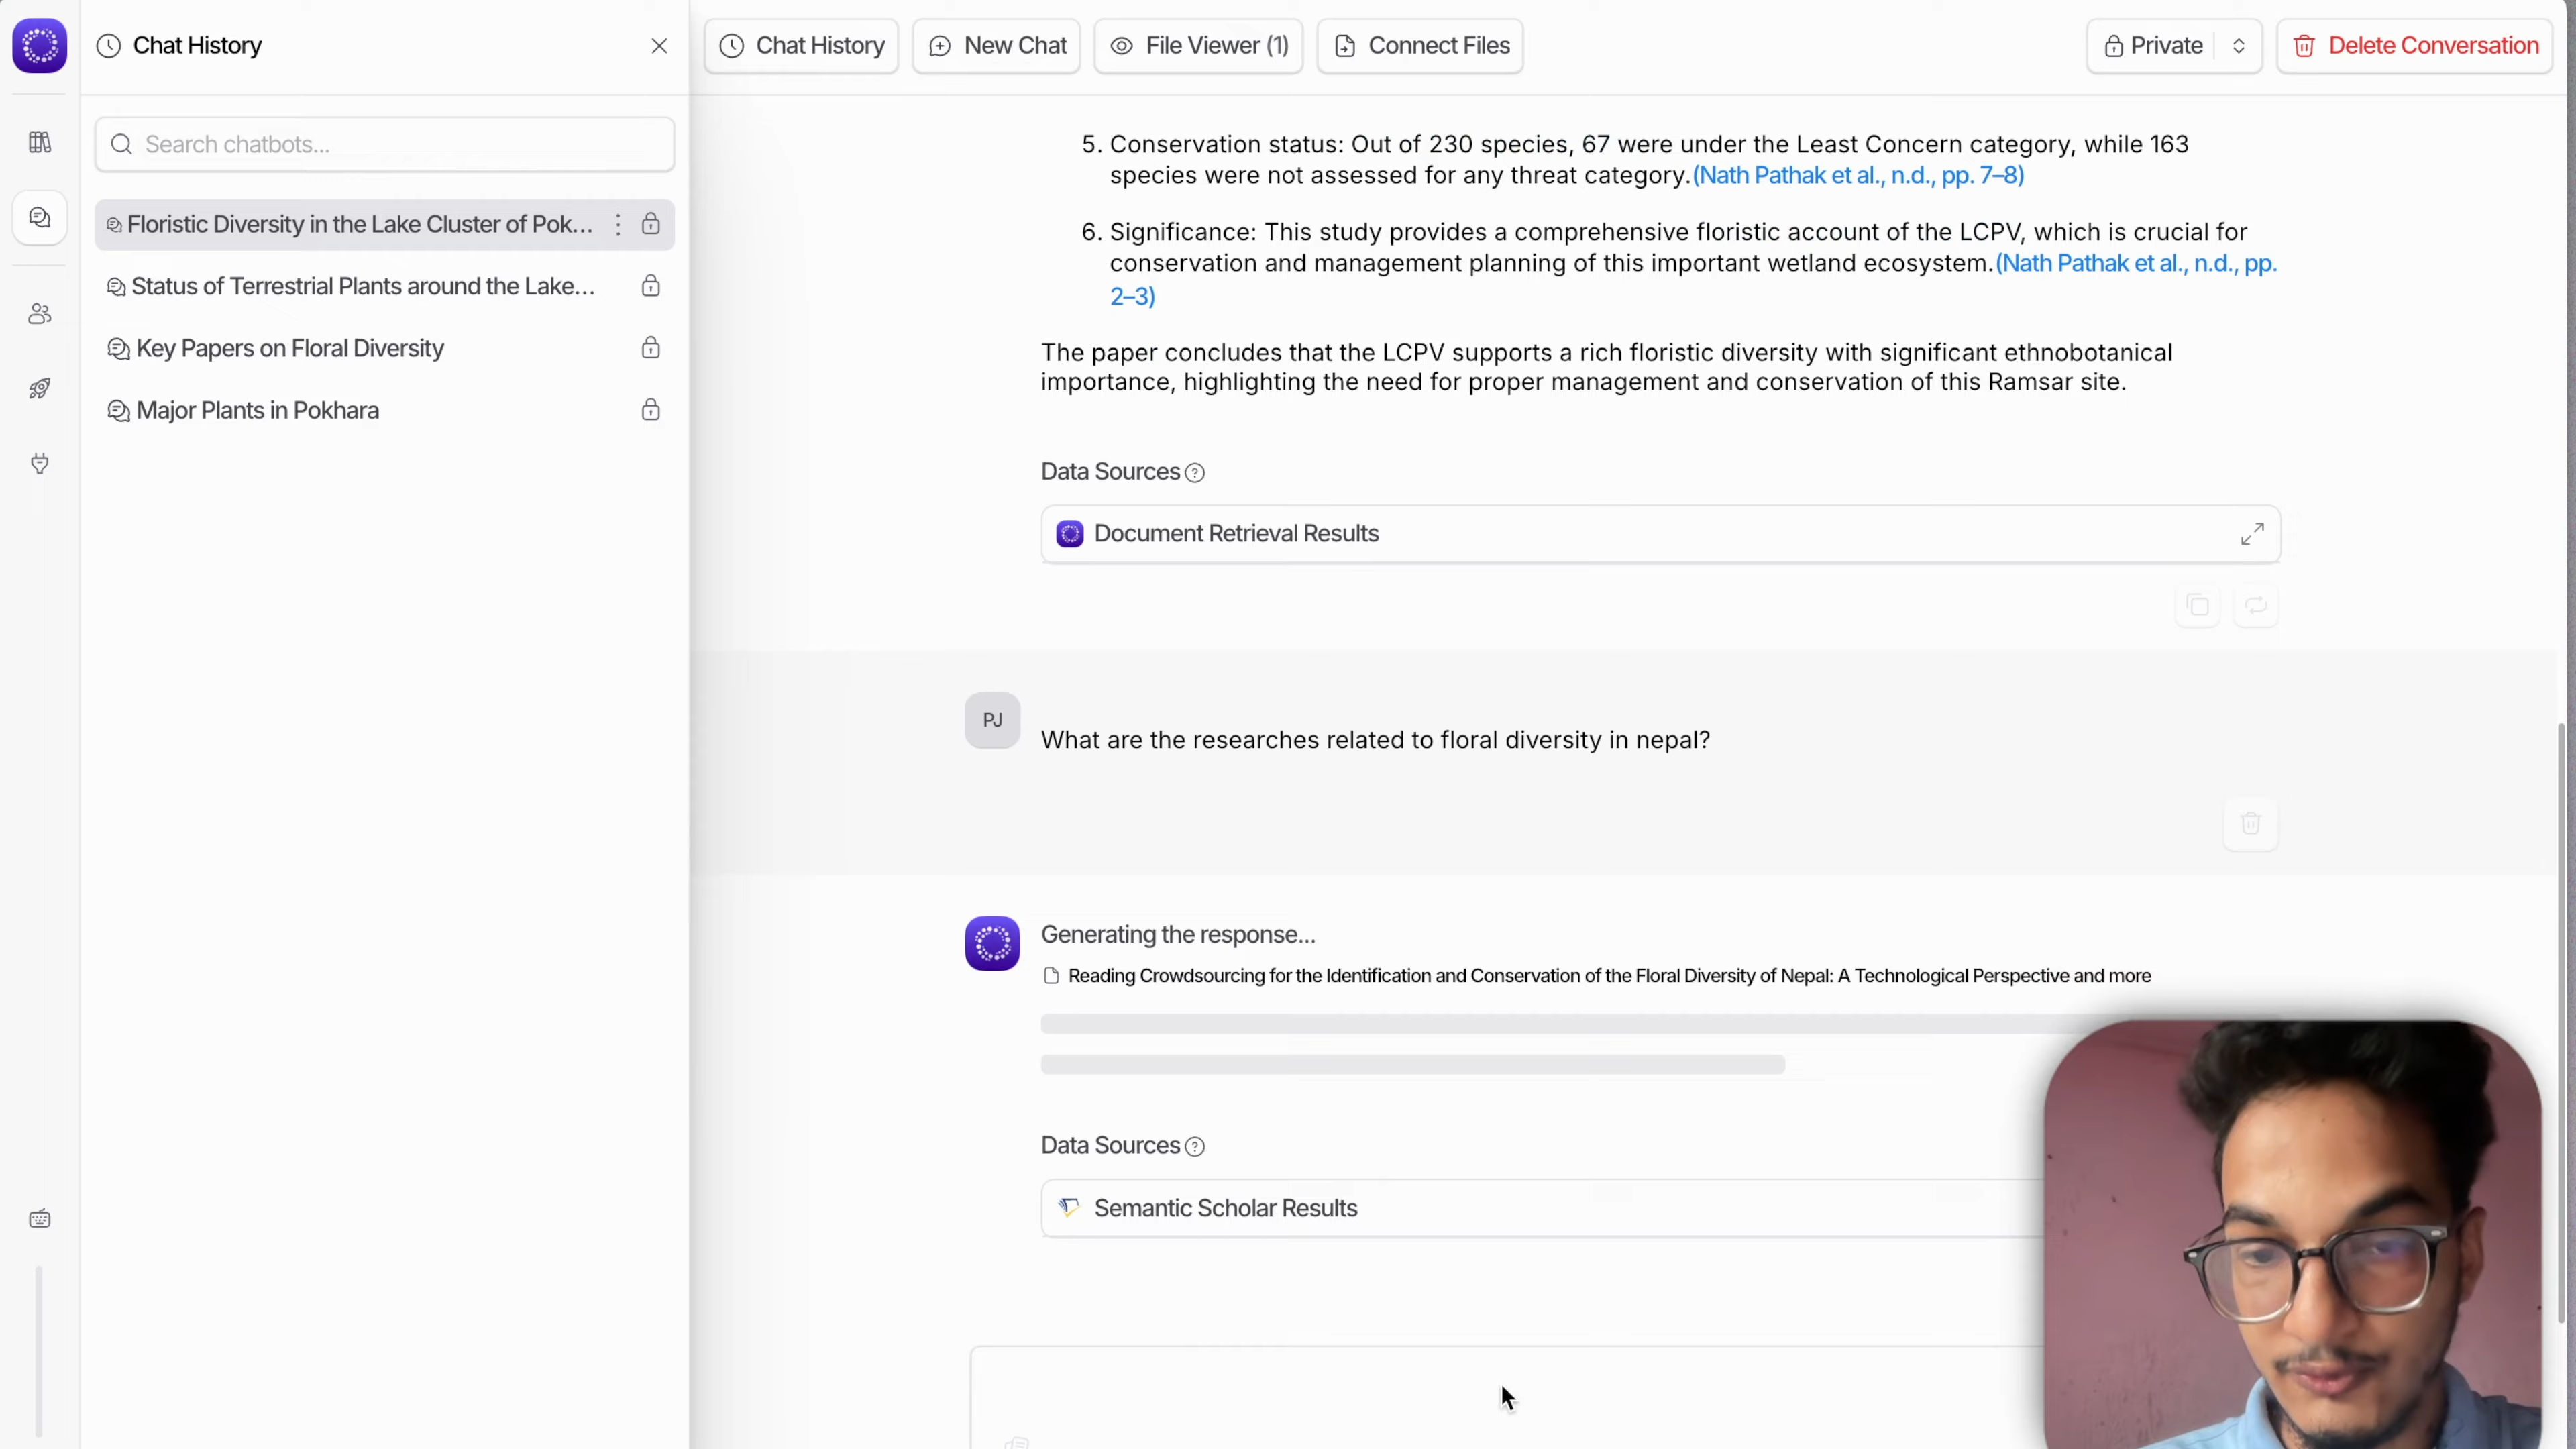 Chat History
Search chatbots...
Floristic Diversity in the Lake Cluster of Pok...
Status of Terrestrial Plants around the Lake...
Key Papers on Floral Diversity
Major Plants in Pokhara
Chat History
New Chat
File Viewer (1)
Connect Files
Private
Delete Conversation
5. Conservation status: Out of 230 species, 67 were under the Least Concern category, while 163
species were not assessed for any threat category.(Nath Pathak et al., n.d., pp. 7–8)
6. Significance: This study provides a comprehensive floristic account of the LCPV, which is crucial for
conservation and management planning of this important wetland ecosystem.(Nath Pathak et al., n.d., pp.
2–3)
The paper concludes that the LCPV supports a rich floristic diversity with significant ethnobotanical
importance, highlighting the need for proper management and conservation of this Ramsar site.
Data Sources
Document Retrieval Results
PJ
What are the researches related to floral diversity in nepal?
Generating the response...
Reading Crowdsourcing for the Identification and Conservation of the Floral Diversity of Nepal: A Technological Perspective and more
Data Sources
Semantic Scholar Results